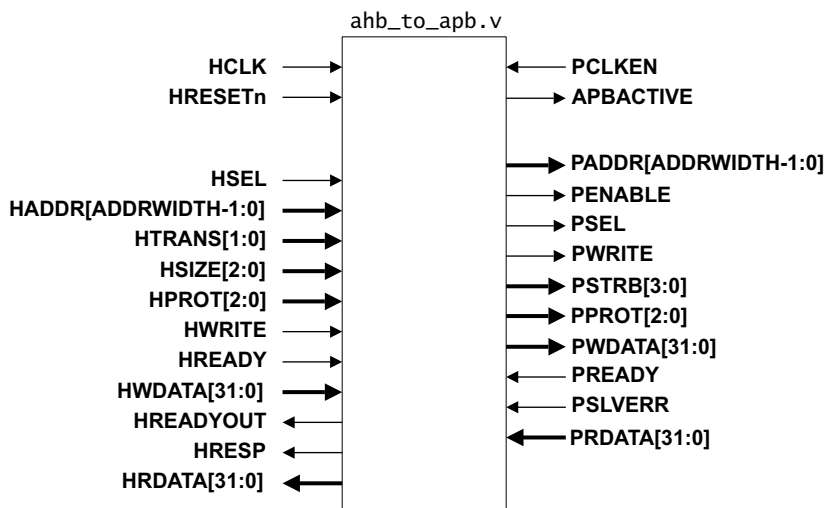 ahb_to_apb.v
HCLK
HRESETn
HSEL
HADDR[ADDRWIDTH-1:0]
HTRANS[1:0]
HSIZE[2:0]
HPROT[2:0]
HWRITE
HREADY
HWDATA[31:0]
HREADYOUT
HRESP
HRDATA[31:0]
PCLKEN
APBACTIVE
PADDR[ADDRWIDTH-1:0]
PENABLE
PSEL
PWRITE
PSTRB[3:0]
PPROT[2:0]
PWDATA[31:0]
PREADY
PSLVERR
PRDATA[31:0]